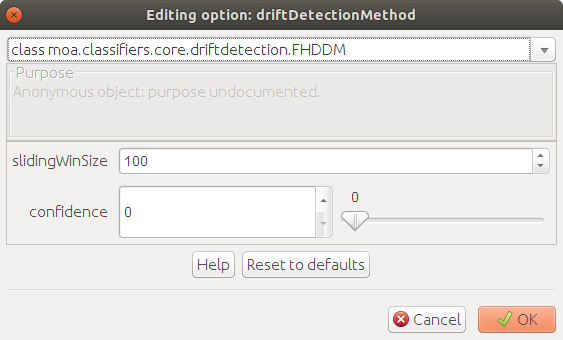 Editing option: driftDetectionMethod
class moa.classifiers.core.driftdetection.FHDDM
Purpose
Anonymous object: purpose undocumented.
slidingWinSize 100
0
confidence 0
Help Reset to defaults
Cancel OK